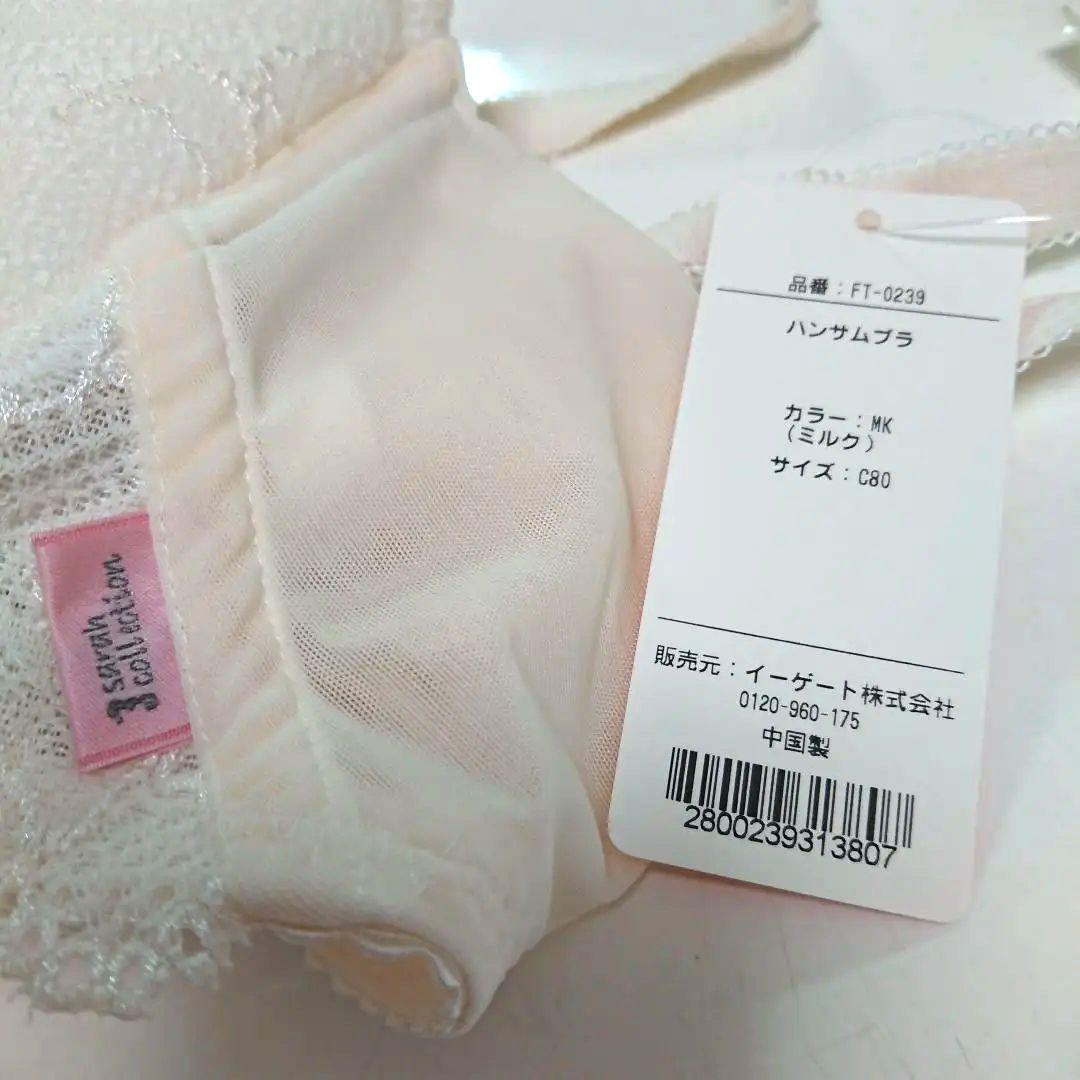 品番：FT-0239
ハンサムブラ
カラー：MK
（ミルク）
サイズ：C80
販売元：イーゲート株式会社
0120-960-175
中国製
2800239313807
sarah
collection